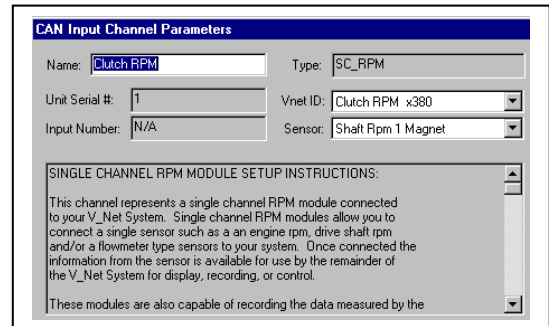 CAN Input Channel Parameters
Name: Clutch RPM Type: SC_RPM
Unit Serial #: 1 Vnet ID: Clutch RPM x380
Input Number: N/A Sensor: Shaft Rpm 1 Magnet
SINGLE CHANNEL RPM MODULE SETUP INSTRUCTIONS:
This channel represents a single channel RPM module connected
to your V_Net System. Single channel RPM modules allow you to
connect a single sensor such as a an engine rpm, drive shaft rpm
and/or a flowmeter type sensors to your system. Once connected the
information from the sensor is available for use by the remainder of
the V_Net System for display, recording, or control.
These modules are also capable of recording the data measured by the